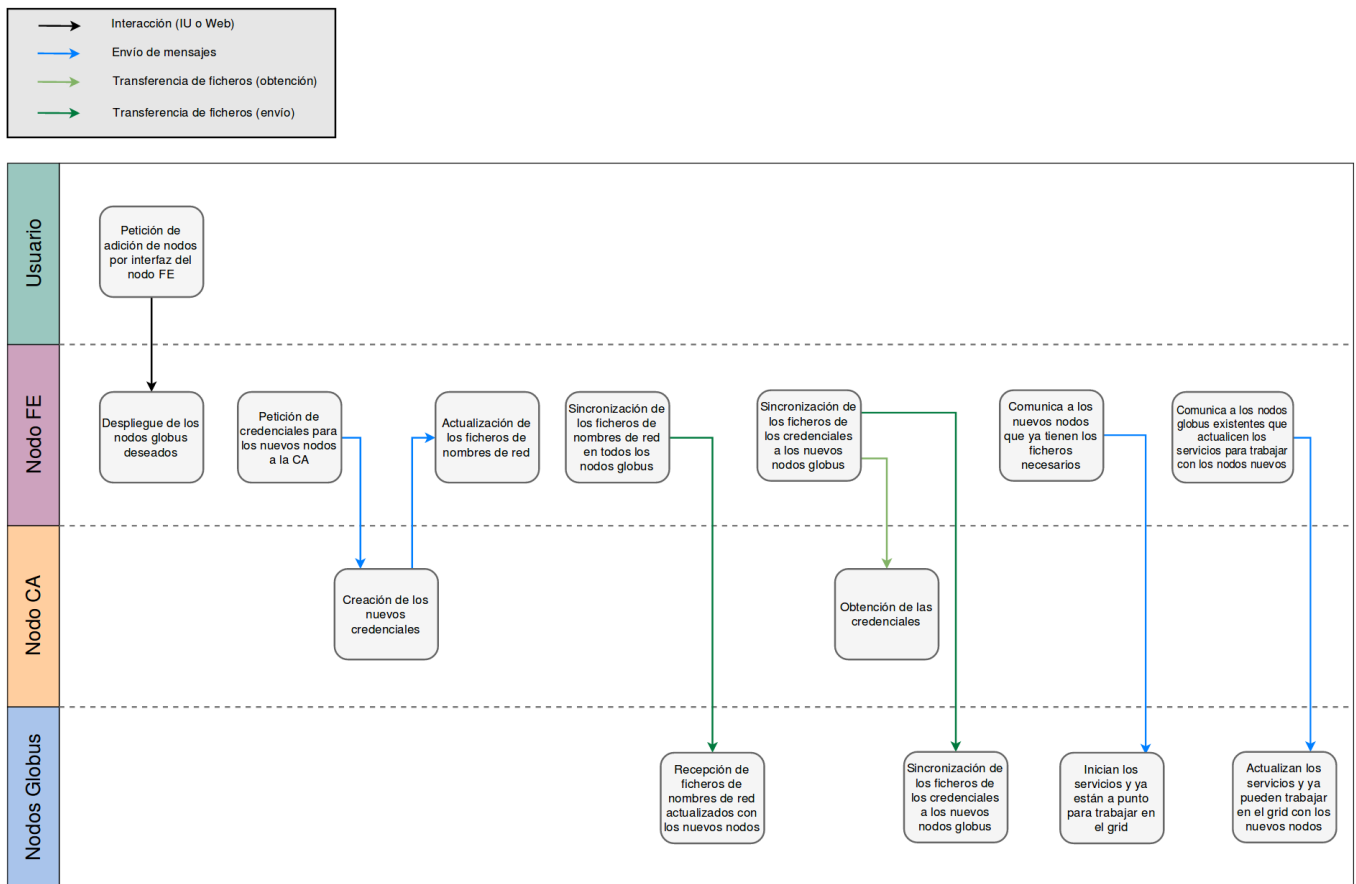 Interacción (IU o Web)
Envío de mensajes
Transferencia de ficheros (obtención)
Transferencia de ficheros (envío)
Usuario
Petición de
adición de nodos
por interfaz del
nodo FE
Nodo FE
Despliegue de los
nodos globus
deseados
Petición de
credenciales para
los nuevos nodos
a la CA
Actualización de
los ficheros de
nombres de red
Sincronización de
los ficheros de
nombres de red
en todos los
nodos globus
Sincronización de
los ficheros de
los credenciales
a los nuevos
nodos globus
Comunica a los
nuevos nodos
que ya tienen los
ficheros
necesarios
Comunica a los nodos
globus existentes que
actualicen los
servicios para trabajar
con los nodos nuevos
Nodo CA
Creación de los
nuevos
credenciales
Obtención de las
credenciales
Nodos Globus
Recepción de
ficheros de
nombres de red
actualizados con
los nuevos nodos
Sincronización de
los ficheros de
los credenciales
a los nuevos
nodos globus
Inician los
servicios y ya
están a punto
para trabajar en
el grid
Actualizan los
servicios y ya
pueden trabajar
en el grid con los
nuevos nodos